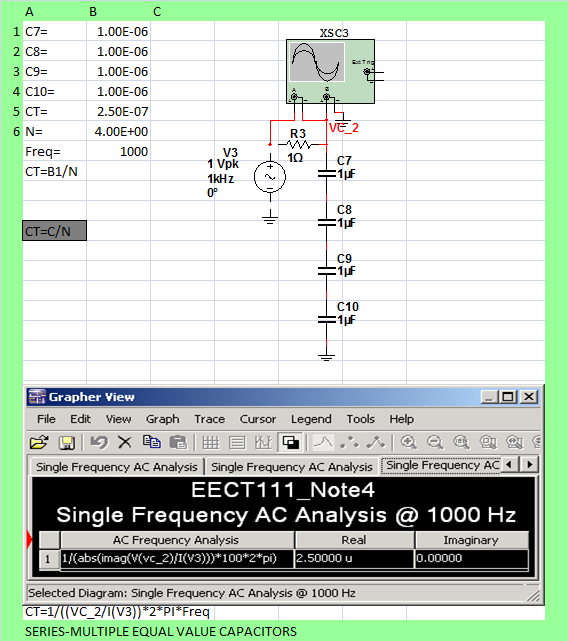 A B C
1 C7= 1.00E-06
2 C8= 1.00E-06
3 C9= 1.00E-06
4 C10= 1.00E-06
5 CT= 2.50E-07
6 N= 4.00E+00
Freq= 1000
CT=B1/N
CT=C/N
XSC3
Ext Trig
+
A B
+ - + -
VC_2
R3
1Ω
V3
1 Vpk
1kHz
0°
C7
1µF
C8
1µF
C9
1µF
C10
1µF
Grapher View
File Edit View Graph Trace Cursor Legend Tools Help
Single Frequency AC Analysis Single Frequency AC Analysis Single Frequency AC
EECT111_Note4
Single Frequency AC Analysis @ 1000 Hz
AC Frequency Analysis Real Imaginary
1 1/(abs(imag(V(vc_2)/I(V3)))*100*2*pi) 2.50000 u 0.00000
Selected Diagram: Single Frequency AC Analysis @ 1000 Hz
CT=1/((VC_2/I(V3))*2*PI*Freq
SERIES-MULTIPLE EQUAL VALUE CAPACITORS